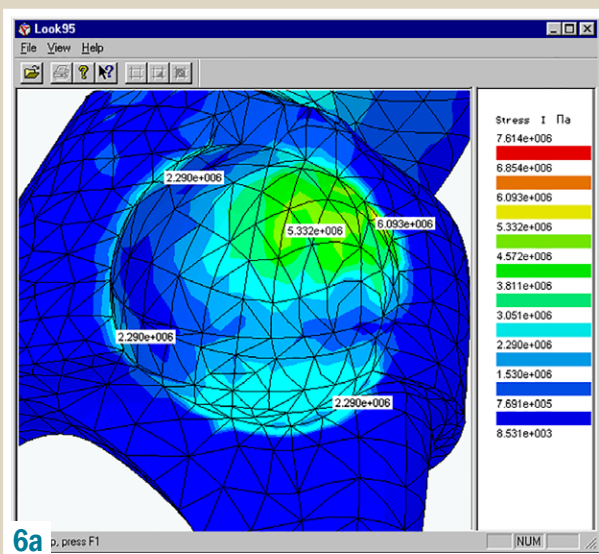 Look95
File View Help
2.290e+006
5.332e+006
6.093e+006
2.290e+006
2.290e+006
Stress I Па
7.614e+006
6.854e+006
6.093e+006
5.332e+006
4.572e+006
3.811e+006
3.051e+006
2.290e+006
1.530e+006
7.691e+005
8.531e+003
6a
p, press F1
NUM